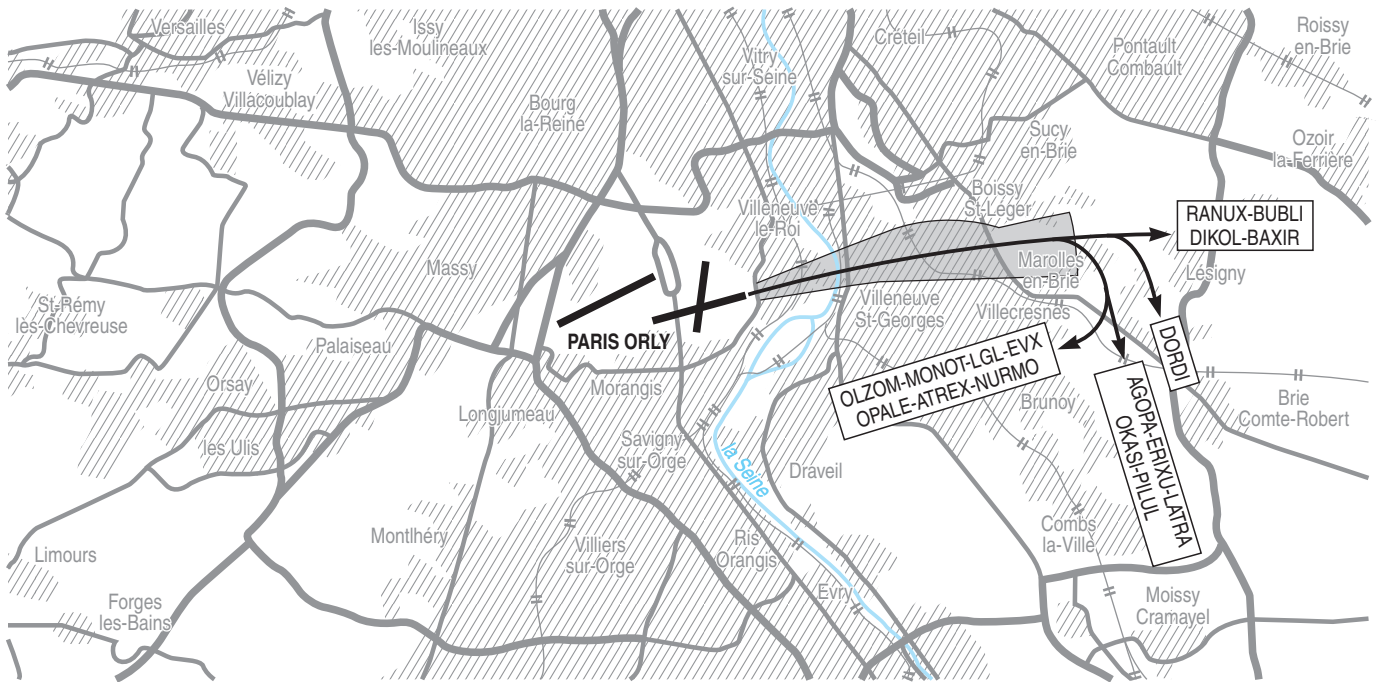 Versailles
Issy
les-Moulineaux
Vitry
sur-Seine
Créteil
Pontault
Combault
Roissy
en-Brie
Vélizy
Villacoublay
Bourg
la-Reine
Sucy
en-Brie
Ozoir
la-Ferrière
Boissy
St-Leger
Villeneuve
le-Roi
RANUX-BUBLI
DIKOL-BAXIR
Massy
Marolles
en-Brie
Lésigny
St-Rémy
lès-Chevreuse
Villeneuve
St-Georges
Villecresnes
PARIS ORLY
Palaiseau
DORDI
OLZOM-MONOT-LGL-EVX
OPALE-ATREX-NURMO
AGOPA-ERIXU-LATRA
OKASI-PILUL
Orsay
Morangis
Brunoy
Brie
Comte-Robert
Longjumeau
les Ulis
Savigny
sur-Orge
la Seine
Draveil
Montlhéry
Combs
la-Ville
Limours
Villiers
sur-Orge
Ris
Orangis
Evry
Forges
les-Bains
Moissy
Cramayel